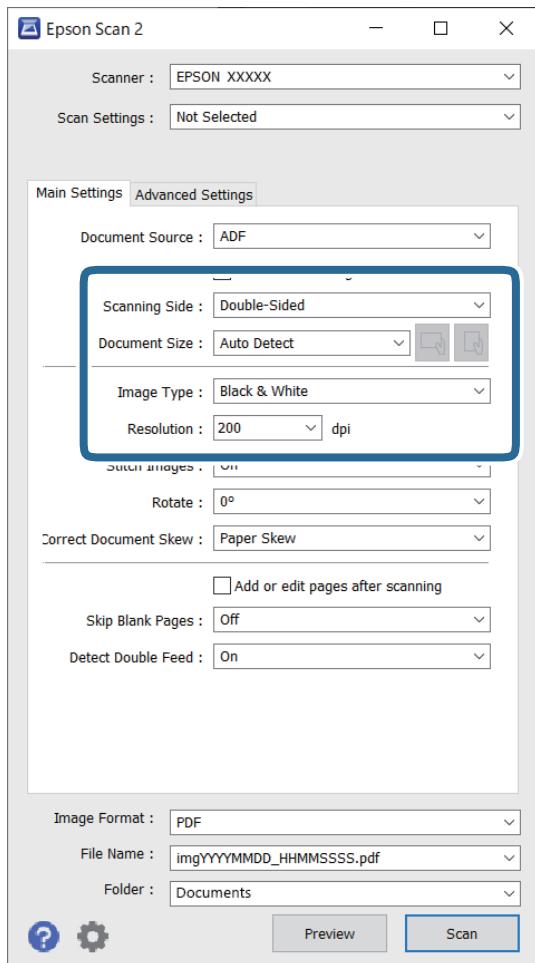 Epson Scan 2
Scanner : EPSON XXXXX
Scan Settings : Not Selected
Main Settings Advanced Settings
Document Source : ADF
Scanning Side : Double-Sided
Document Size : Auto Detect
Image Type : Black & White
Resolution : 200 dpi
Stitch Images : Off
Rotate : 0°
Correct Document Skew : Paper Skew
Add or edit pages after scanning
Skip Blank Pages : Off
Detect Double Feed : On
Image Format : PDF
File Name : imgYYYYMMDD_HHMMSSSS.pdf
Folder : Documents
? Preview Scan